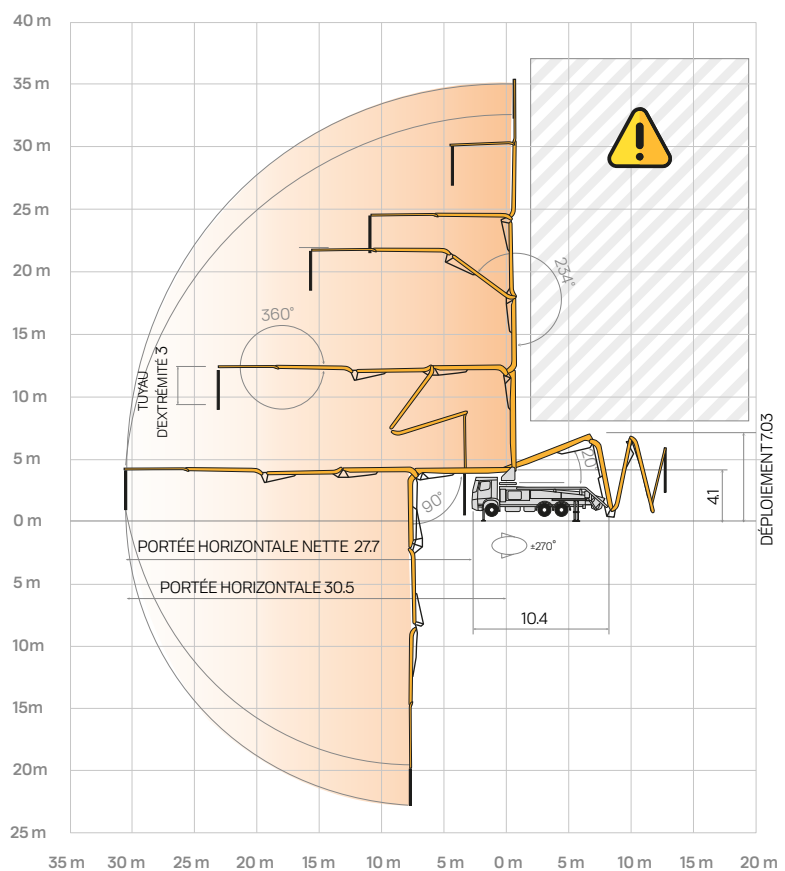 40 m
35 m
30 m
25 m
20 m
15 m
10 m
5 m
0 m
5 m
10 m
15 m
20 m
25 m
234°
360°
TUYAU
D'EXTRÉMITÉ 3
90°
20°
4.1
DÉPLOIEMENT 7.03
±270°
PORTÉE HORIZONTALE NETTE 27.7
PORTÉE HORIZONTALE 30.5
10.4
35 m 30 m 25 m 20 m 15 m 10 m 5 m 0 m 5 m 10 m 15 m 20 m